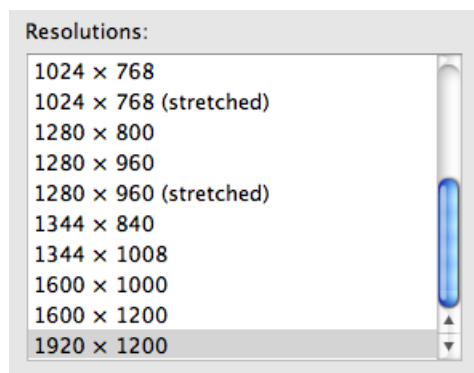 Resolutions:
1024 × 768
1024 × 768 (stretched)
1280 × 800
1280 × 960
1280 × 960 (stretched)
1344 × 840
1344 × 1008
1600 × 1000
1600 × 1200
1920 × 1200